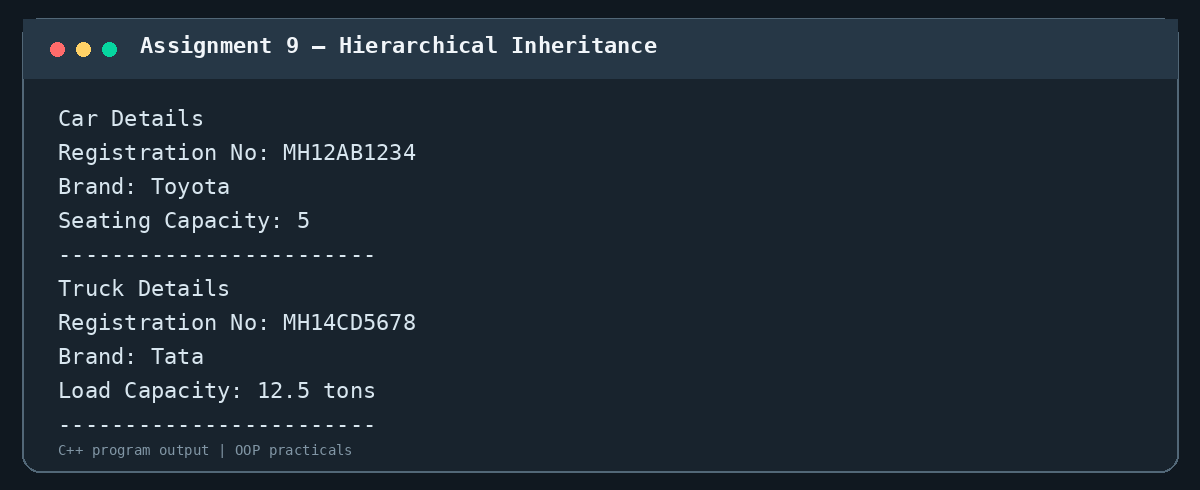 Assignment 9 — Hierarchical Inheritance
Car Details
Registration No: MH12AB1234
Brand: Toyota
Seating Capacity: 5
------------------------
Truck Details
Registration No: MH14CD5678
Brand: Tata
Load Capacity: 12.5 tons
------------------------
C++ program output | OOP practicals